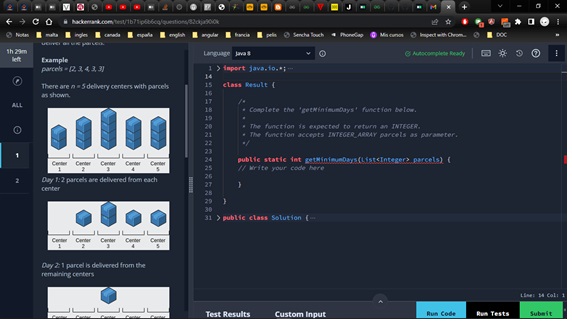 hackerrank.com/test/1b71ip6b6cq/questions/82ckja9l90k
Notas
malta
ingles
canada
españa
english
angular
francia
pelis
Sencha Touch
PhoneGap
Mis cursos
Inspect with Chrom...
DOC
»
1h 29m
left
ALL
1
2
deliver all the parcels.
Example
parcels = [2, 3, 4, 3, 3]
There are n = 5 delivery centers with parcels
as shown.
Center Center Center Center Center
1 2 3 4 5
Day 1: 2 parcels are delivered from each
center
Center Center Center Center Center
1 2 3 4 5
Day 2: 1 parcel is delivered from the
remaining centers
Center Center Center Center Center
Language Java 8
Autocomplete Ready
1 > import java.io.*; ···
14
15 class Result {
16
17 /*
18 * Complete the 'getMinimumDays' function below.
19 *
20 * The function is expected to return an INTEGER.
21 * The function accepts INTEGER_ARRAY parcels as parameter.
22 */
23
24 public static int getMinimumDays(List<Integer> parcels) {
25 // Write your code here
26
27 }
28
29 }
30
31 > public class Solution { ···
Line: 14 Col: 1
Test Results
Custom Input
Run Code
Run Tests
Submit